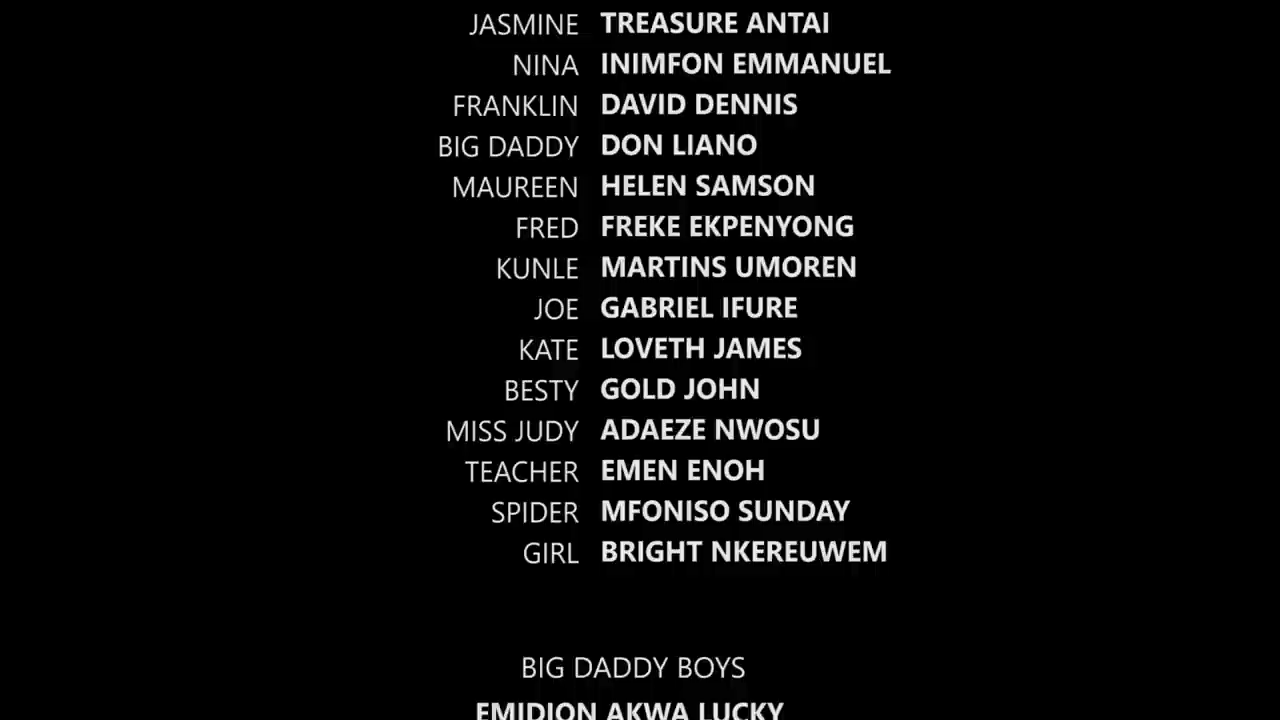 JASMINE TREASURE ANTAI
NINA INIMFON EMMANUEL
FRANKLIN DAVID DENNIS
BIG DADDY DON LIANO
MAUREEN HELEN SAMSON
FRED FREKE EKPENYONG
KUNLE MARTINS UMOREN
JOE GABRIEL IFURE
KATE LOVETH JAMES
BESTY GOLD JOHN
MISS JUDY ADAEZE NWOSU
TEACHER EMEN ENOH
SPIDER MFONISO SUNDAY
GIRL BRIGHT NKEREUWEM
BIG DADDY BOYS
EMIDION AKWA LUCKY